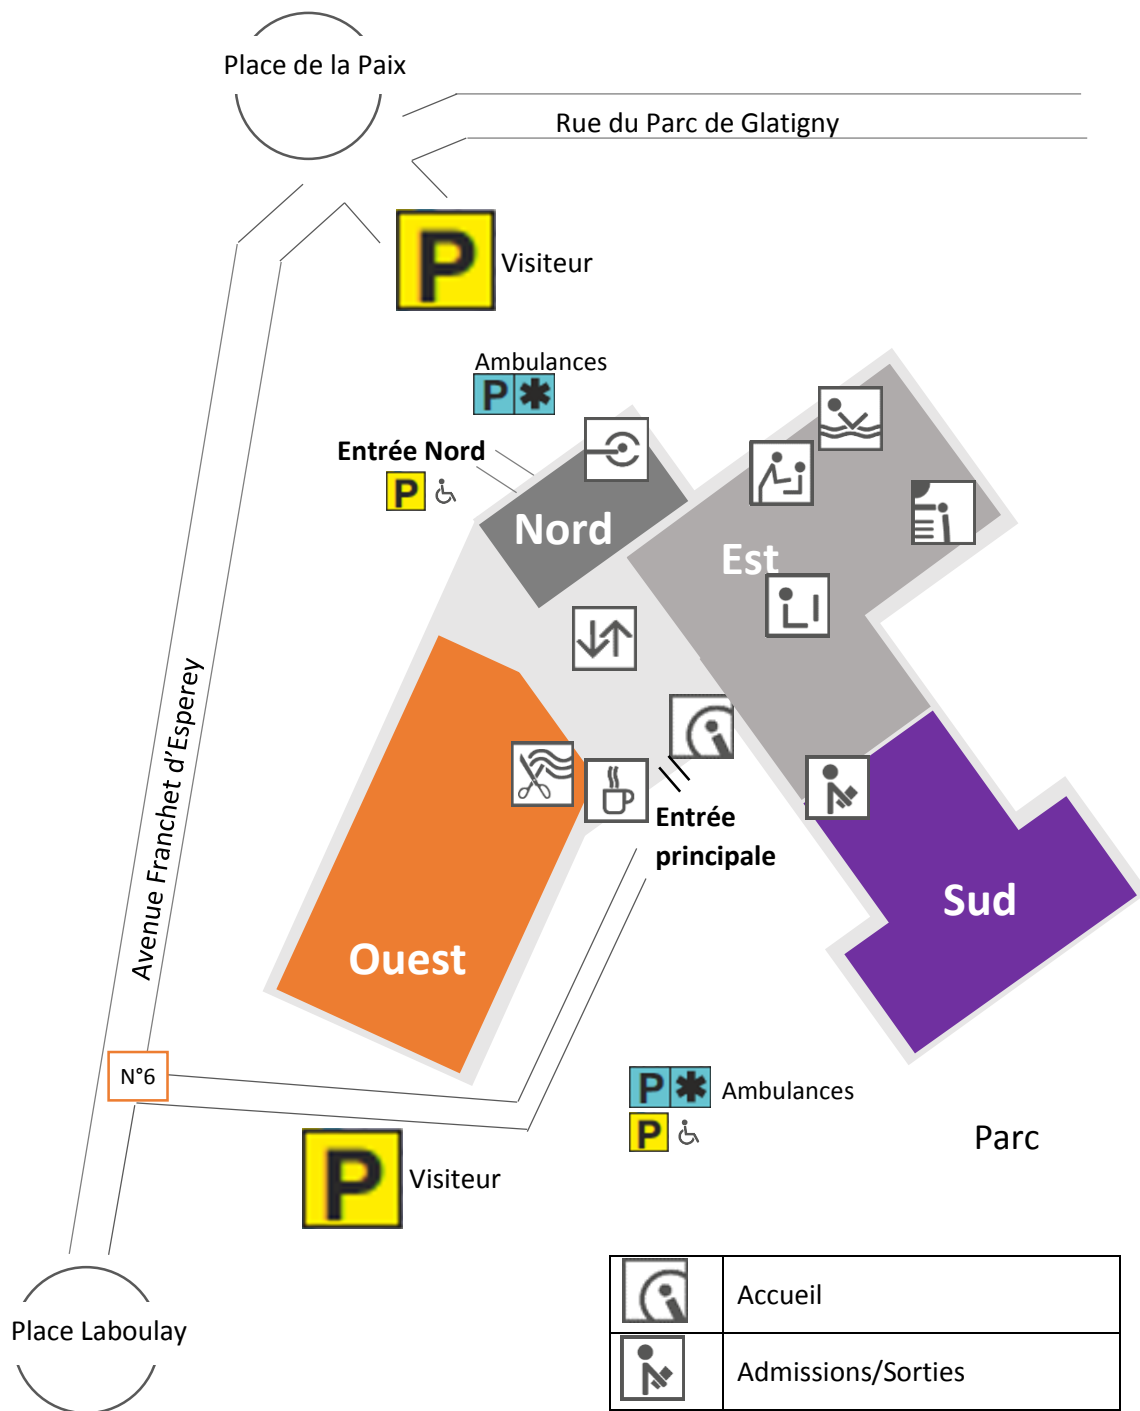 Place de la Paix
Rue du Parc de Glatigny
P
Visiteur
Ambulances
P
Entrée Nord
P
Nord
Est
Avenue Franchet d'Esperey
Entrée
principale
Sud
Ouest
N°6
P
Ambulances
P
Parc
P
Visiteur
Accueil
Place Laboulay
Admissions/Sorties